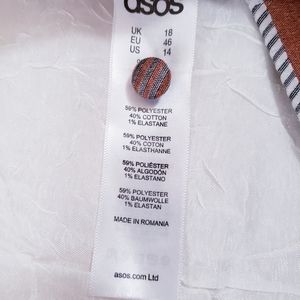 asos
UK 18
EU 46
US 14
59% POLYESTER
40% COTTON
1% ELASTANE
59% POLYESTER
40% COTON
1% ELASTHANNE
59% POLIÉSTER
40% ALGODÓN
1% ELASTANO
59% POLYESTER
40% BAUMWOLLE
1% ELASTAN
MADE IN ROMANIA
asos.com Ltd